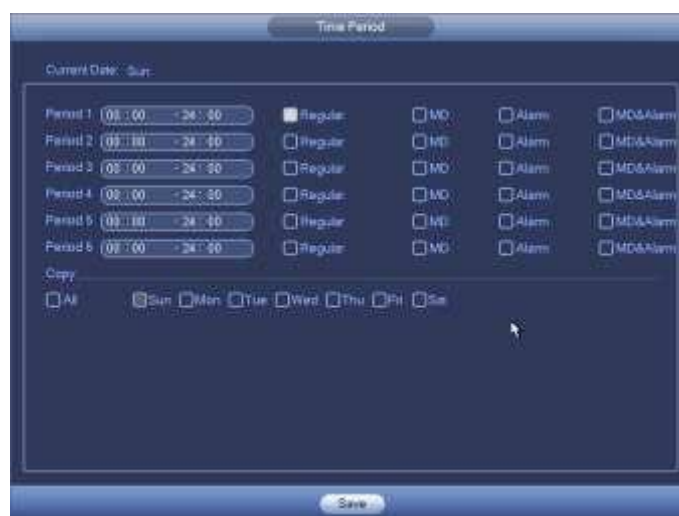 Time Period
Current Date: Sun
Period 1 00 : 00 - 24 : 00 Regular MD Alarm MD&Alarm
Period 2 00 : 00 - 24 : 00 Regular MD Alarm MD&Alarm
Period 3 00 : 00 - 24 : 00 Regular MD Alarm MD&Alarm
Period 4 00 : 00 - 24 : 00 Regular MD Alarm MD&Alarm
Period 5 00 : 00 - 24 : 00 Regular MD Alarm MD&Alarm
Period 6 00 : 00 - 24 : 00 Regular MD Alarm MD&Alarm
Copy
All Sun Mon Tue Wed Thu Fri Sat
Save